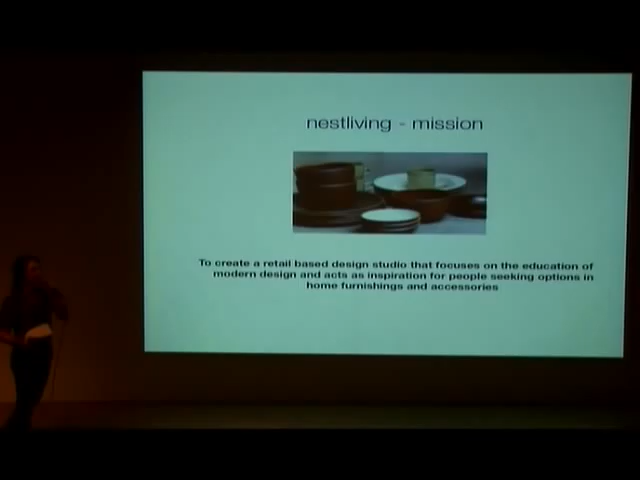 nestliving - mission
To create a retail based design studio that focuses on the education of
modern design and acts as inspiration for people seeking options in
home furnishings and accessories